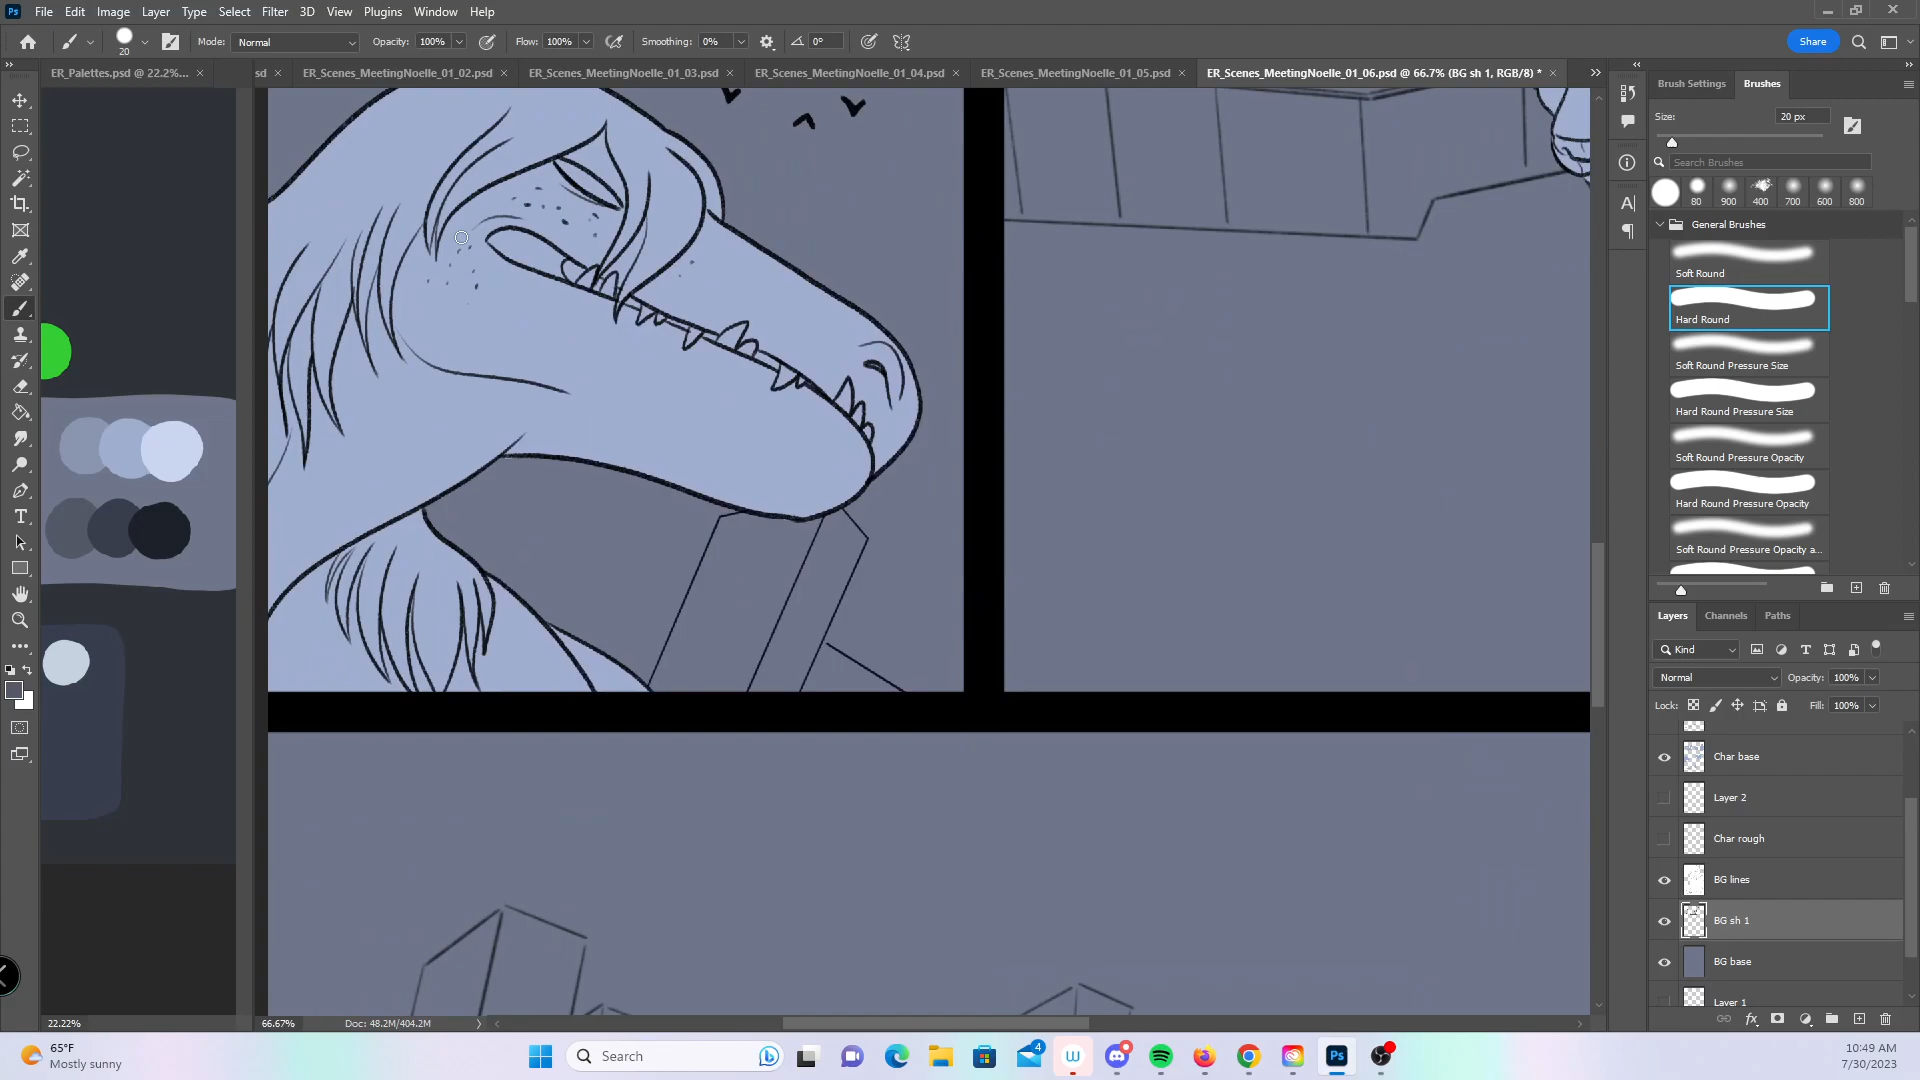 Ps File Edit Image Layer Type Select Filter 3D View Plugins Window Help
20 Mode: Normal Opacity: 100% Flow: 100% Smoothing: 0% 0° Share
ER_Palettes.psd @ 22.2%... × sd × ER_Scenes_MeetingNoelle_01_02.psd × ER_Scenes_MeetingNoelle_01_03.psd × ER_Scenes_MeetingNoelle_01_04.psd × ER_Scenes_MeetingNoelle_01_05.psd × ER_Scenes_MeetingNoelle_01_06.psd @ 66.7% (BG sh 1, RGB/8) * ×
Brush Settings Brushes
Size: 20 px
Search Brushes
80 900 400 700 600 800
General Brushes
Soft Round
Hard Round
Soft Round Pressure Size
Hard Round Pressure Size
Soft Round Pressure Opacity
Hard Round Pressure Opacity
Soft Round Pressure Opacity a...
Layers Channels Paths
Kind
Normal Opacity: 100%
Lock: Fill: 100%
Char base
Layer 2
Char rough
BG lines
BG sh 1
BG base
Layer 1
22.22% 66.67% Doc: 48.2M/404.2M
65°F
Mostly sunny
Search
4
Ps
10:49 AM
7/30/2023